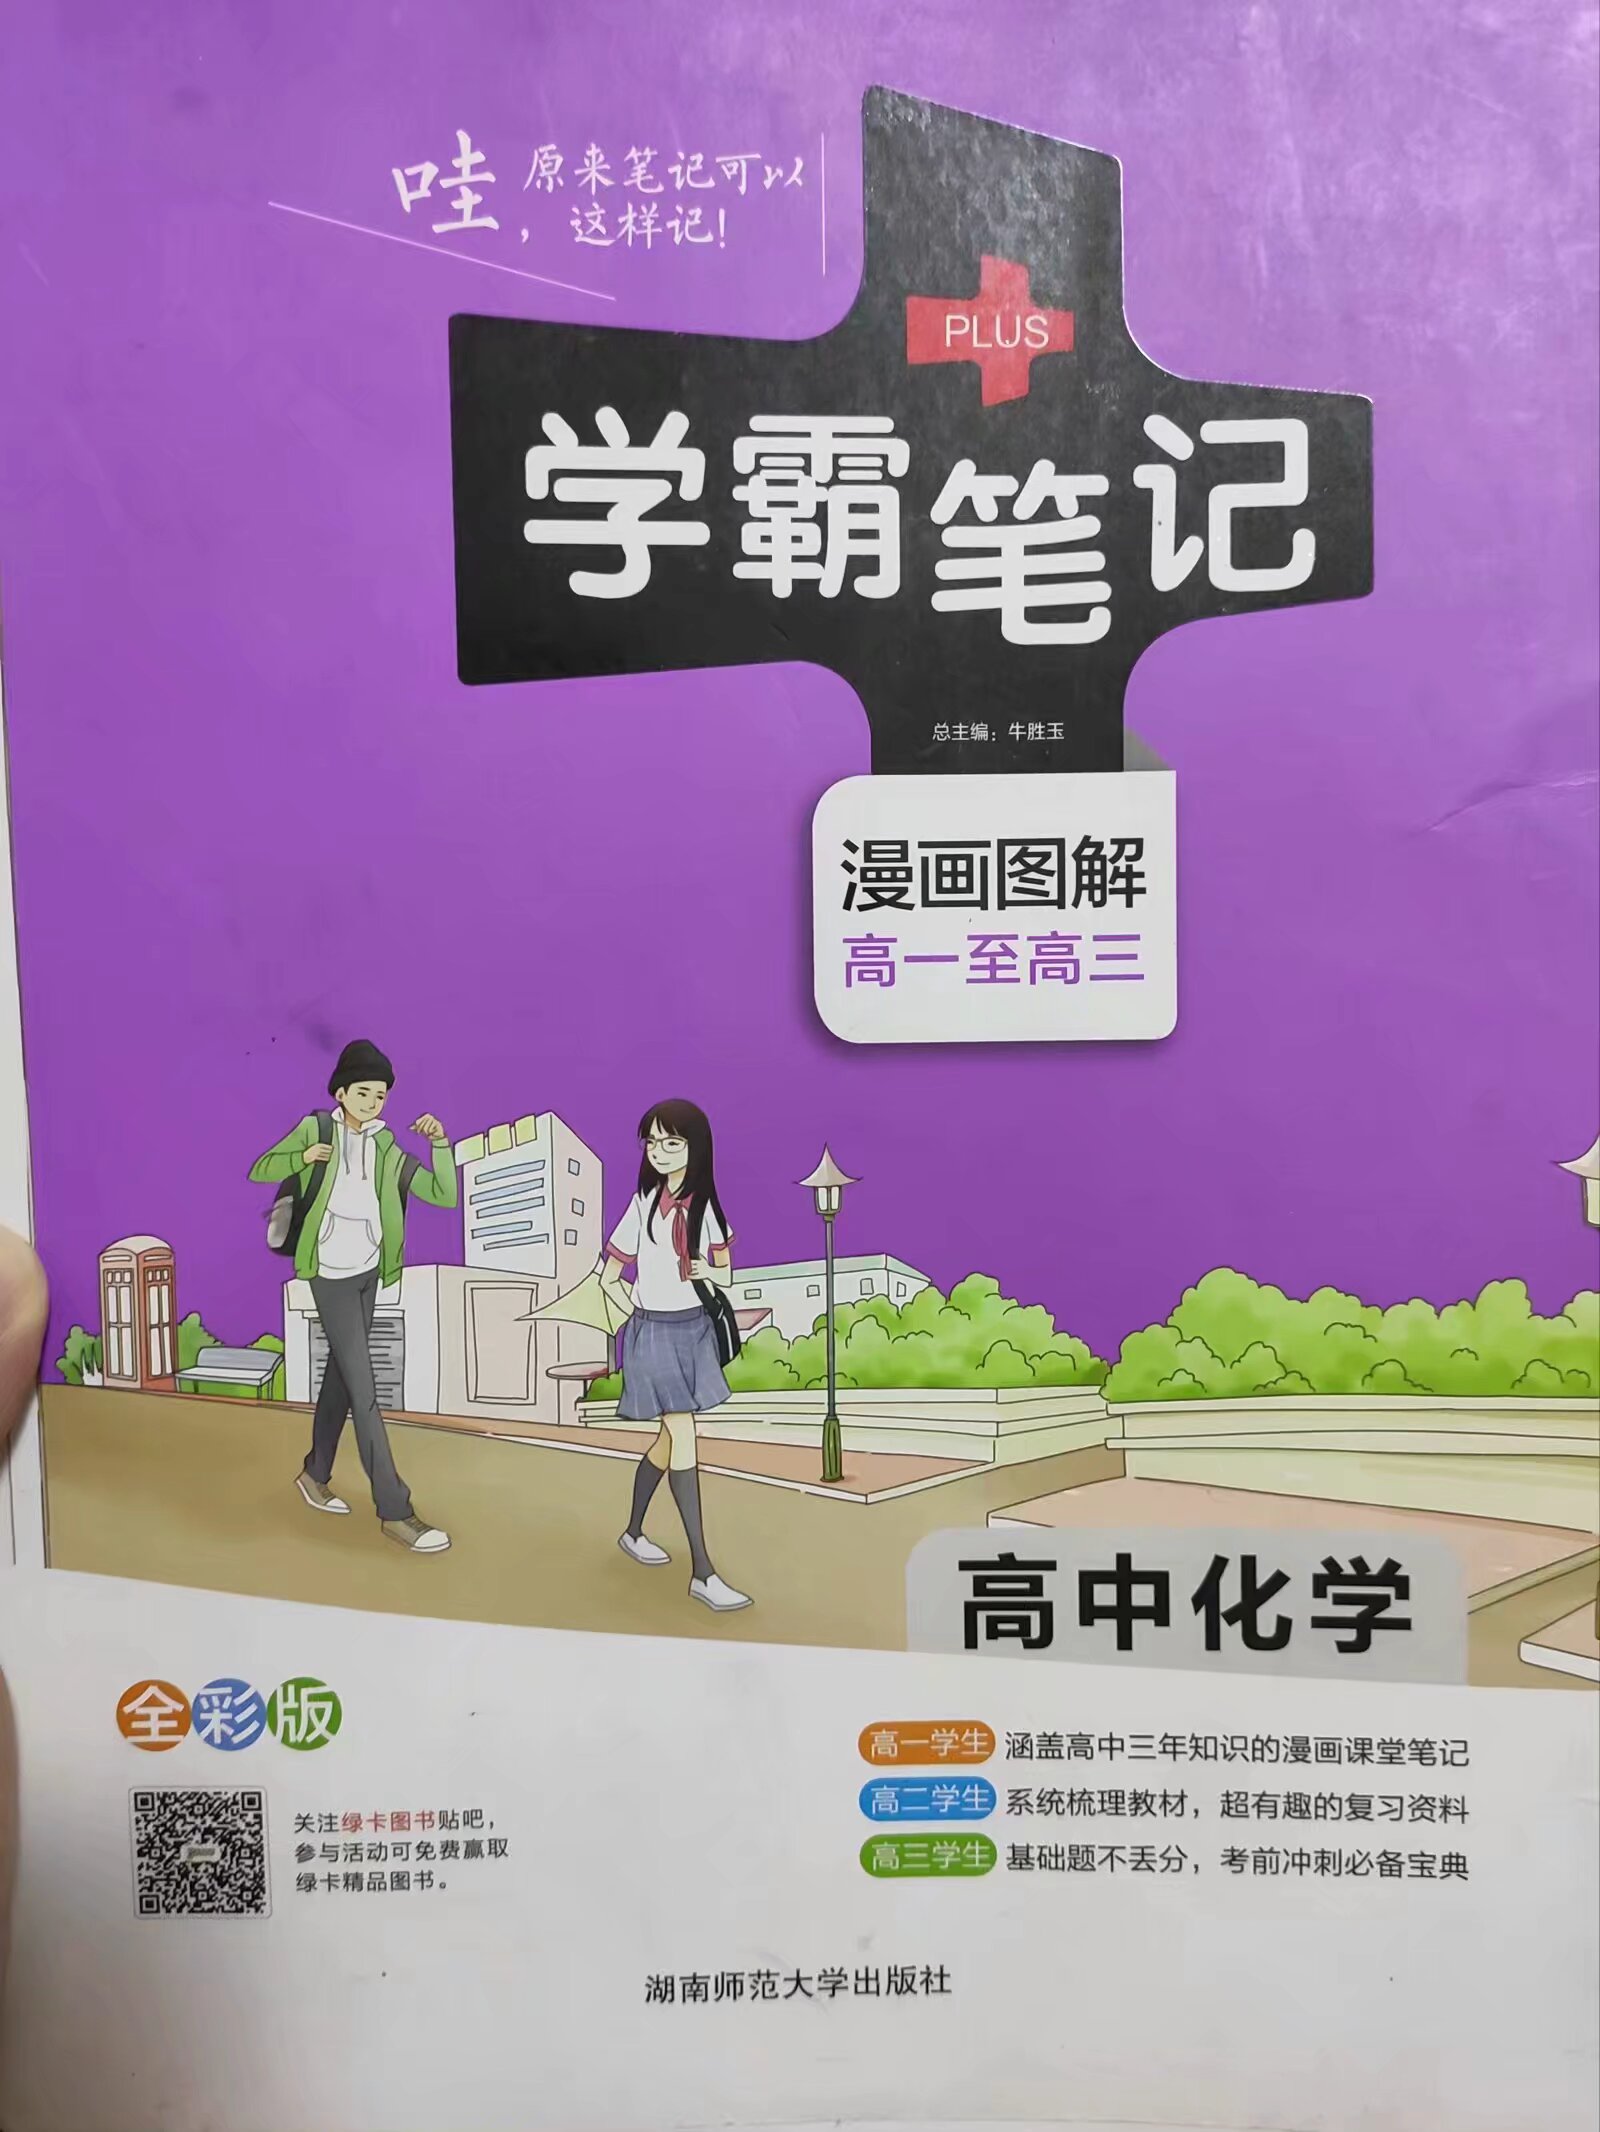 哇，原来笔记可以
这样记！
PLUS
学霸笔记
总主编：牛胜玉
漫画图解
高一至高三
高中化学
全彩版
关注绿卡图书贴吧，
参与活动可免费赢取
绿卡精品图书。
高一学生 涵盖高中三年知识的漫画课堂笔记
高二学生 系统梳理教材，超有趣的复习资料
高三学生 基础题不丢分，考前冲刺必备宝典
湖南师范大学出版社